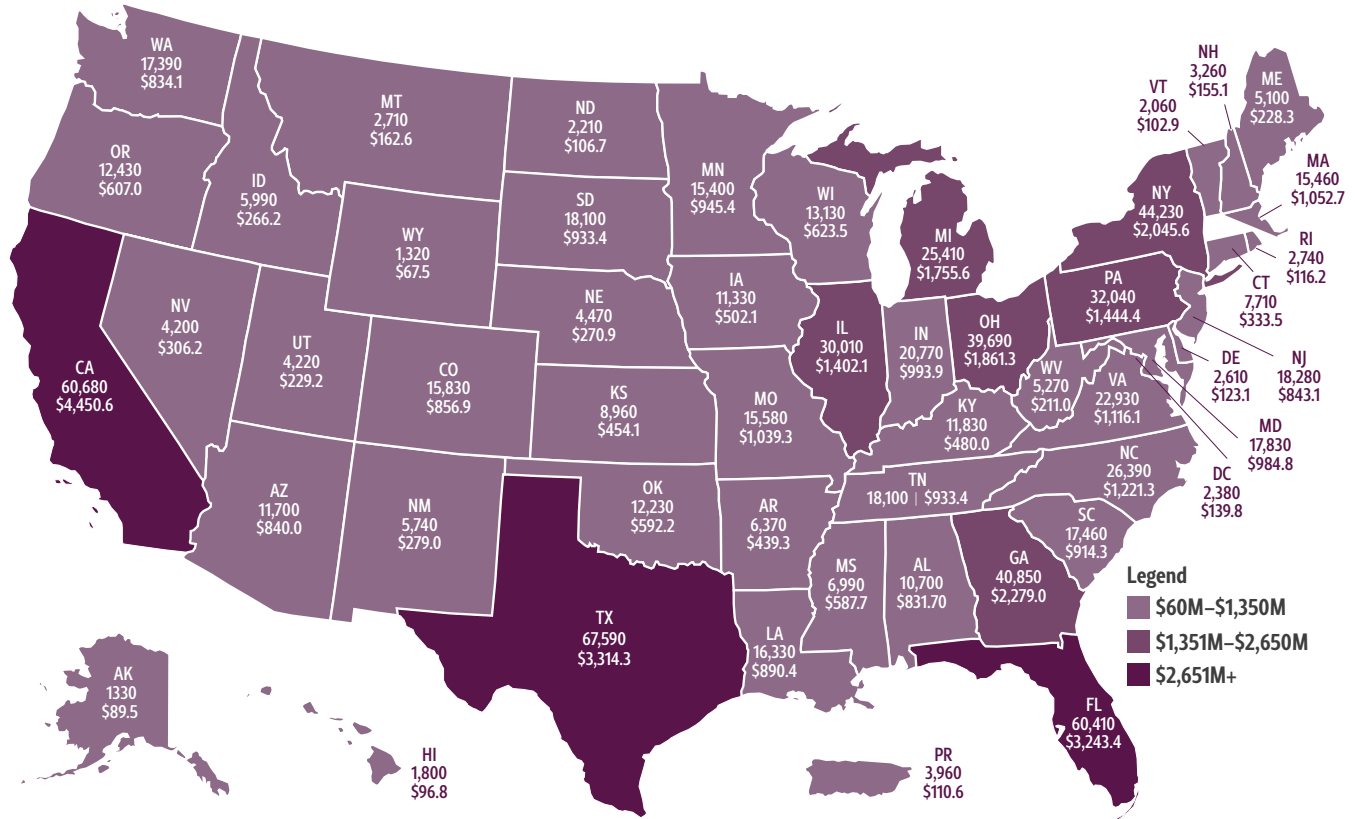 WA
17,390
$834.1
OR
12,430
$607.0
CA
60,680
$4,450.6
NV
4,200
$306.2
ID
5,990
$266.2
MT
2,710
$162.6
WY
1,320
$67.5
UT
4,220
$229.2
AZ
11,700
$840.0
CO
15,830
$856.9
NM
5,740
$279.0
ND
2,210
$106.7
SD
18,100
$933.4
NE
4,470
$270.9
KS
8,960
$454.1
OK
12,230
$592.2
TX
67,590
$3,314.3
MN
15,400
$945.4
IA
11,330
$502.1
MO
15,580
$1,039.3
AR
6,370
$439.3
LA
16,330
$890.4
WI
13,130
$623.5
IL
30,010
$1,402.1
MI
25,410
$1,755.6
IN
20,770
$993.9
OH
39,690
$1,861.3
KY
11,830
$480.0
TN
18,100 | $933.4
MS
6,990
$587.7
AL
10,700
$831.70
GA
40,850
$2,279.0
FL
60,410
$3,243.4
SC
17,460
$914.3
NC
26,390
$1,221.3
VA
22,930
$1,116.1
WV
5,270
$211.0
PA
32,040
$1,444.4
NY
44,230
$2,045.6
VT
2,060
$102.9
NH
3,260
$155.1
ME
5,100
$228.3
MA
15,460
$1,052.7
RI
2,740
$116.2
CT
7,710
$333.5
NJ
18,280
$843.1
DE
2,610
$123.1
MD
17,830
$984.8
DC
2,380
$139.8
AK
1330
$89.5
HI
1,800
$96.8
PR
3,960
$110.6
Legend
$60M–$1,350M
$1,351M–$2,650M
$2,651M+